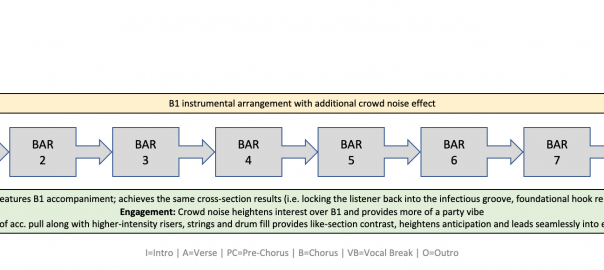 B1 instrumental arrangement with additional crowd noise effect
BAR 2
BAR 3
BAR 4
BAR 5
BAR 6
BAR 7
eatures B1 accompaniment; achieves the same cross-section results (i.e. locking the listener back into the infectious groove, foundational hook re
Engagement: Crowd noise heightens interest over B1 and provides more of a party vibe
of acc. pull along with higher-intensity risers, strings and drum fill provides like-section contrast, heightens anticipation and leads seamlessly into
I=Intro | A=Verse | PC=Pre-Chorus | B=Chorus | VB=Vocal Break | O=Outro